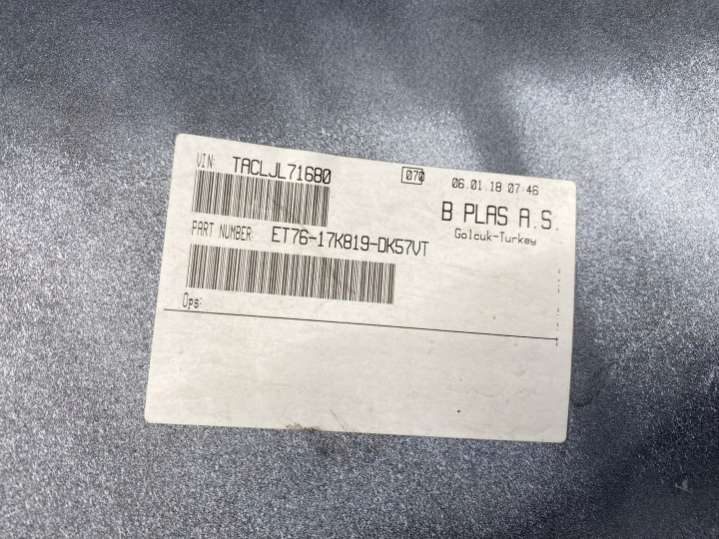 VIN: TACLJL71680
070
06.01.18 07:46
B PLAS A.S.
Golcuk-Turkey
PART NUMBER: ET76-17K819-DK57VT
Ops: